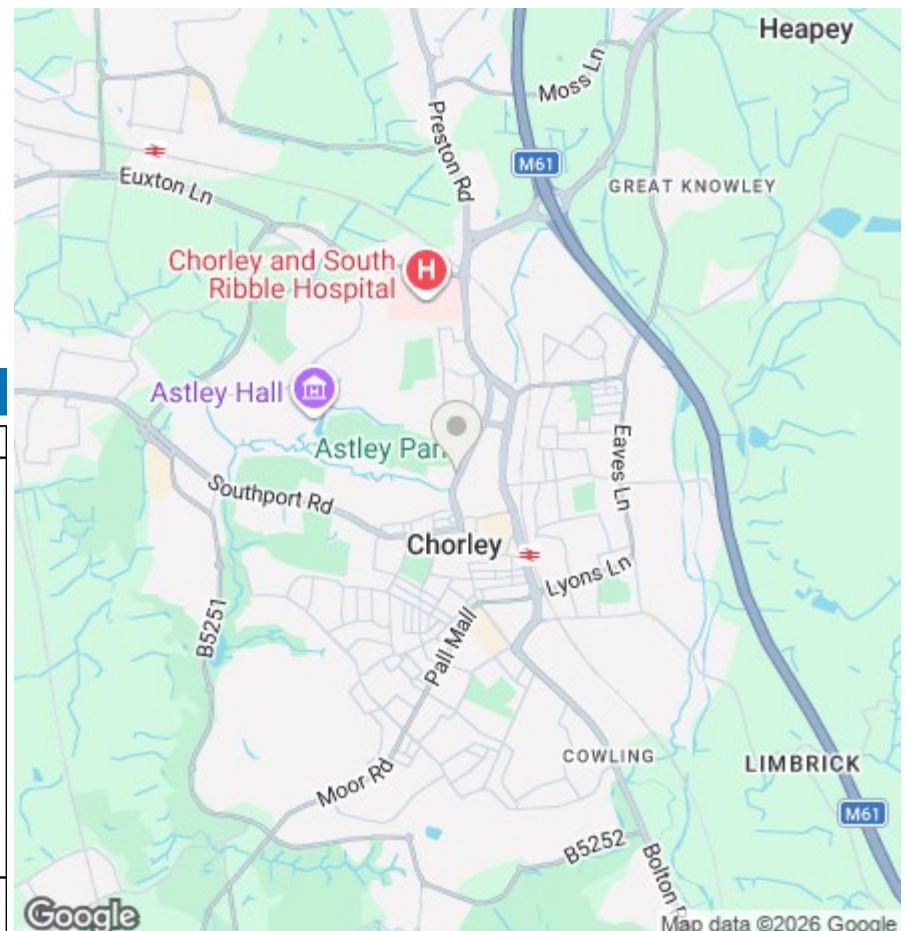 Heapey
Moss Ln
Preston Rd
M61
Euxton Ln
GREAT KNOWLEY
Chorley and South
Ribble Hospital
H
Astley Hall
Astley Par
Eaves Ln
Southport Rd
Chorley
Lyons Ln
B5251
Pall Mall
COWLING
LIMBRICK
Moor Rd
M61
B5252
Bolton
Google
Map data ©2026 Google